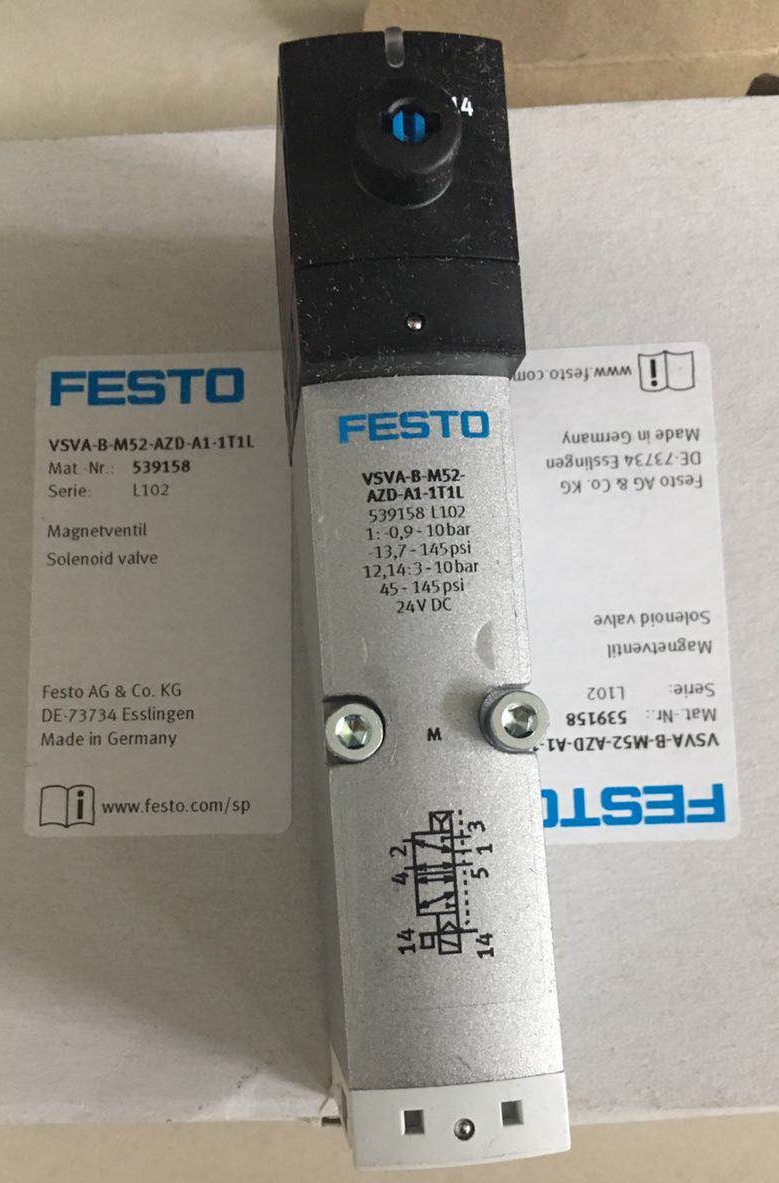 14
FESTO
VSVA-B-M52-AZD-A1-1T1L
Mat.-Nr.: 539158
Serie: L102
Magnetventil
Solenoid valve
Festo AG & Co. KG
DE-73734 Esslingen
Made in Germany
i www.festo.com/sp
FESTO
VSVA-B-M52-
AZD-A1-1T1L
539158 L102
1: -0,9 - 10 bar
-13,7 - 145 psi
12,14: 3 - 10 bar
45 - 145 psi
24V DC
M
4 2
5 1 3
14
14
FESTO
VSVA-B-M52-AZD-A1-
Mat.-Nr.: 539158
Serie: L102
Magnetventil
Solenoid valve
Festo AG & Co. KG
DE-73734 Esslingen
Made in Germany
www.festo.com